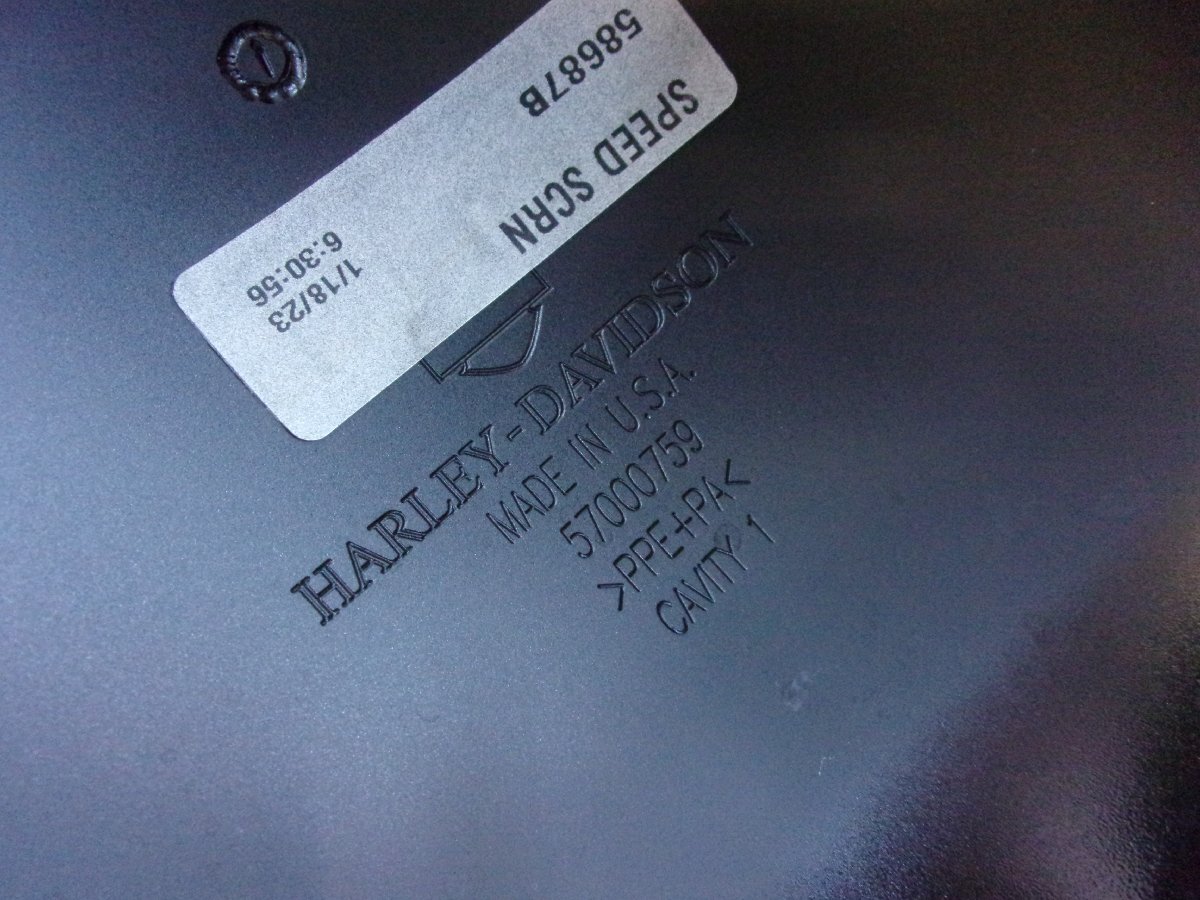 58687B
SPEED SCRN
1/18/23
6:30:56
HARLEY-DAVIDSON
MADE IN U.S.A.
57000759
>PPE+PA<
CAVITY 1